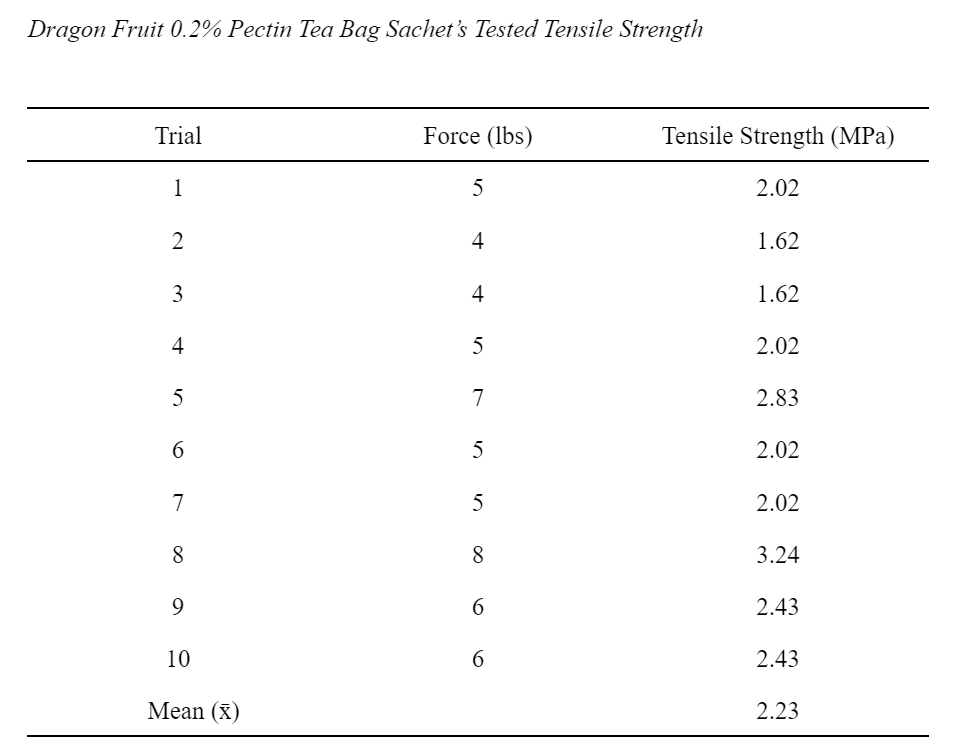 Dragon Fruit 0.2% Pectin Tea Bag Sachet’s Tested Tensile Strength
Trial Force (lbs) Tensile Strength (MPa)
1 5 2.02
2 4 1.62
3 4 1.62
4 5 2.02
5 7 2.83
6 5 2.02
7 5 2.02
8 8 3.24
9 6 2.43
10 6 2.43
Mean (x̄) 2.23